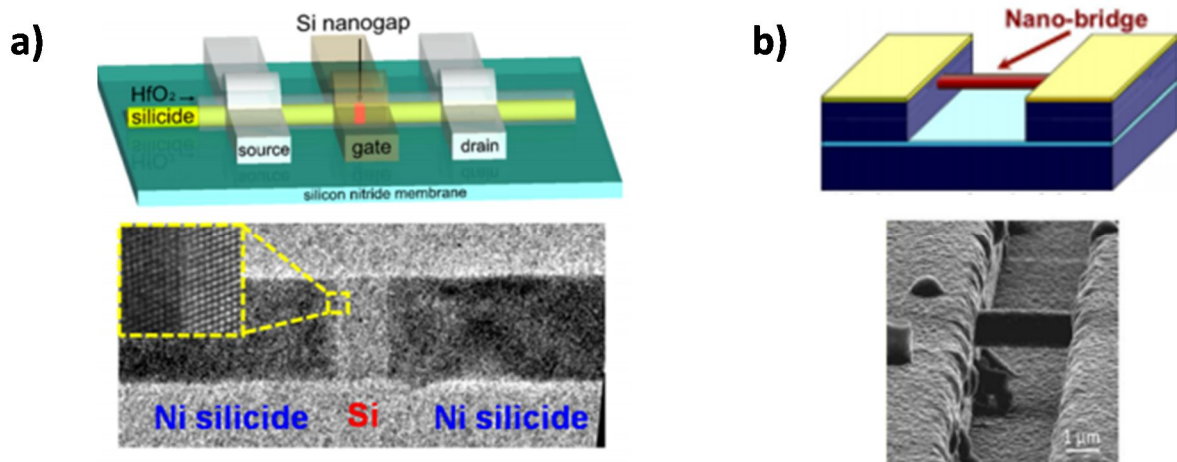 a)
Si nanogap
HfO₂
silicide
source
gate
drain
silicon nitride membrane
Ni silicide
Si
Ni silicide
b)
Nano-bridge
1 μm